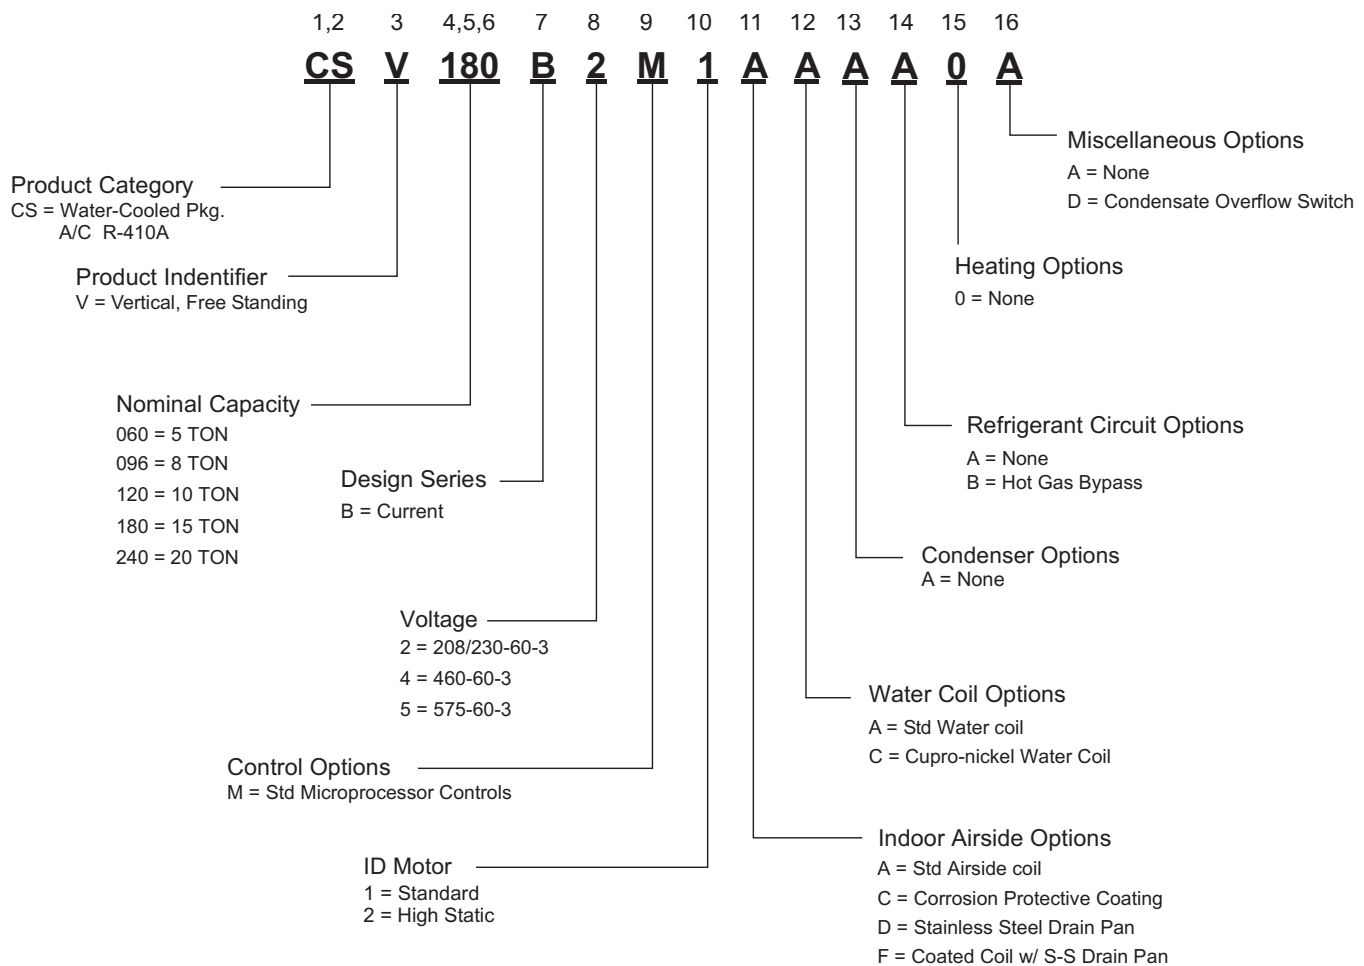 1,2 3 4,5,6 7 8 9 10 11 12 13 14 15 16
CS V 180 B 2 M 1 A A A A 0 A
Product Category
CS = Water-Cooled Pkg.
A/C R-410A
Product Indentifier
V = Vertical, Free Standing
Nominal Capacity
060 = 5 TON
096 = 8 TON
120 = 10 TON
180 = 15 TON
240 = 20 TON
Design Series
B = Current
Voltage
2 = 208/230-60-3
4 = 460-60-3
5 = 575-60-3
Control Options
M = Std Microprocessor Controls
ID Motor
1 = Standard
2 = High Static
Miscellaneous Options
A = None
D = Condensate Overflow Switch
Heating Options
0 = None
Refrigerant Circuit Options
A = None
B = Hot Gas Bypass
Condenser Options
A = None
Water Coil Options
A = Std Water coil
C = Cupro-nickel Water Coil
Indoor Airside Options
A = Std Airside coil
C = Corrosion Protective Coating
D = Stainless Steel Drain Pan
F = Coated Coil w/ S-S Drain Pan